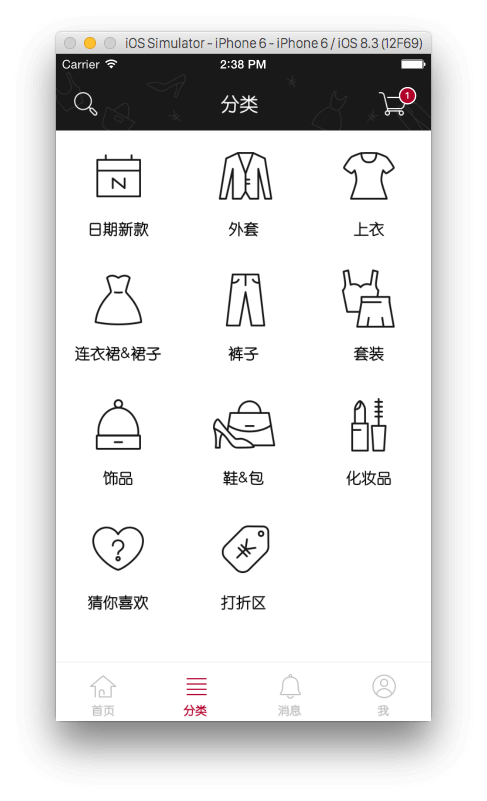 iOS Simulator - iPhone 6 - iPhone 6 / iOS 8.3 (12F69)
Carrier 2:38 PM
分类 1
N
日期新款 外套 上衣
连衣裙&裙子 裤子 套装
饰品 鞋&包 化妆品
?
猜你喜欢 打折区
首页 分类 消息 我